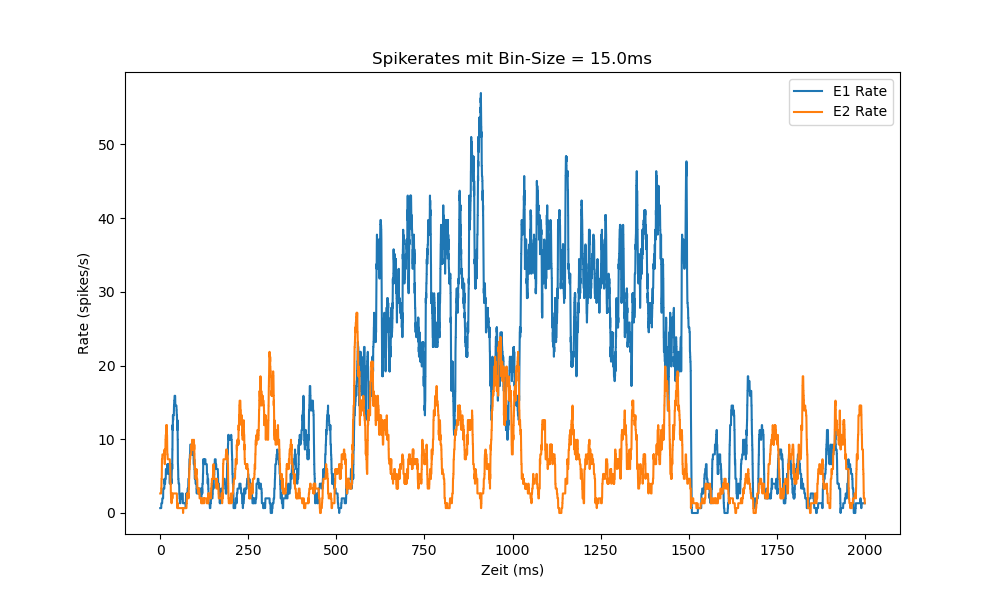 Spikerates mit Bin-Size = 15.0ms
E1 Rate
E2 Rate
50
40
30
20
10
0
Rate (spikes/s)
0 250 500 750 1000 1250 1500 1750 2000
Zeit (ms)